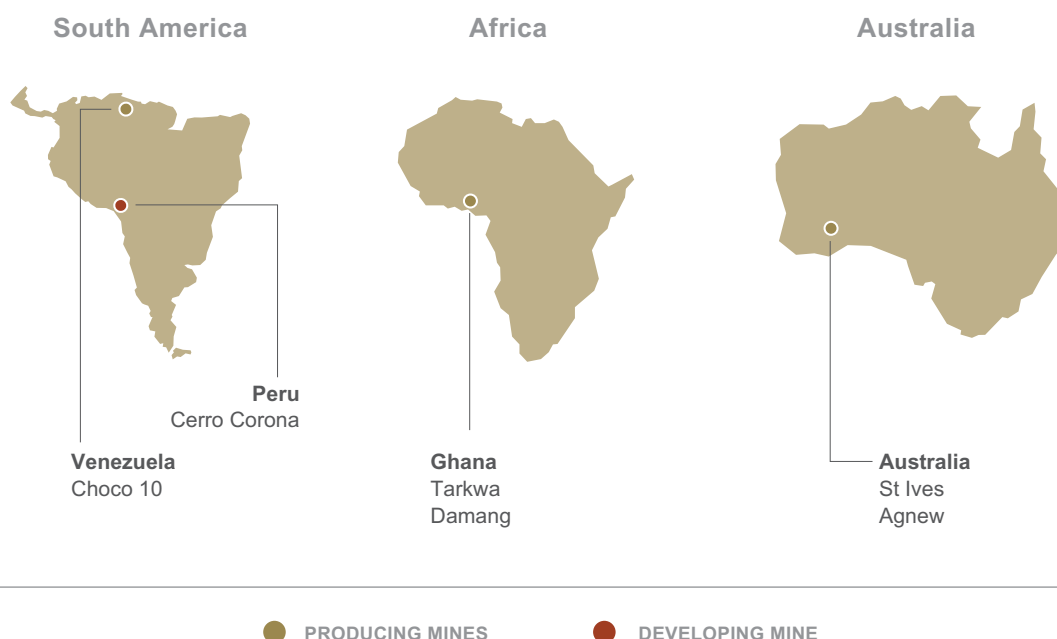 South America
Africa
Australia
Peru
Cerro Corona
Venezuela
Choco 10
Ghana
Tarkwa
Damang
Australia
St Ives
Agnew
PRODUCING MINES
DEVELOPING MINE